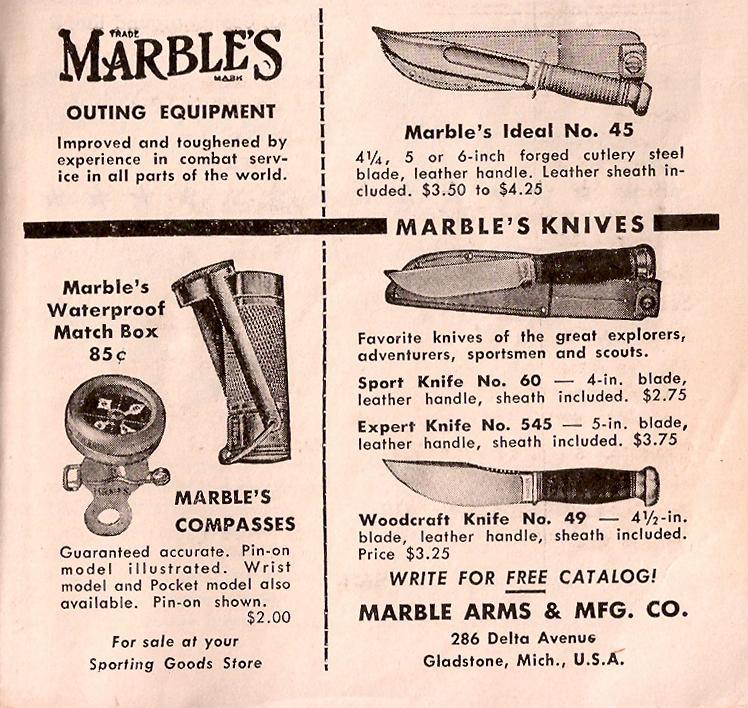 TRADE
MARBLE'S
MARK
OUTING EQUIPMENT
Improved and toughened by
experience in combat serv-
ice in all parts of the world.
Marble's Ideal No. 45
4¼, 5 or 6-inch forged cutlery steel
blade, leather handle. Leather sheath in-
cluded. $3.50 to $4.25
MARBLE'S KNIVES
Marble's
Waterproof
Match Box
85¢
MARBLE'S
COMPASSES
Guaranteed accurate. Pin-on
model illustrated. Wrist
model and Pocket model also
available. Pin-on shown.
$2.00
For sale at your
Sporting Goods Store
Favorite knives of the great explorers,
adventurers, sportsmen and scouts.
Sport Knife No. 60 — 4-in. blade,
leather handle, sheath included. $2.75
Expert Knife No. 545 — 5-in. blade,
leather handle, sheath included. $3.75
Woodcraft Knife No. 49 — 4½-in.
blade, leather handle, sheath included.
Price $3.25
WRITE FOR FREE CATALOG!
MARBLE ARMS & MFG. CO.
286 Delta Avenue
Gladstone, Mich., U.S.A.